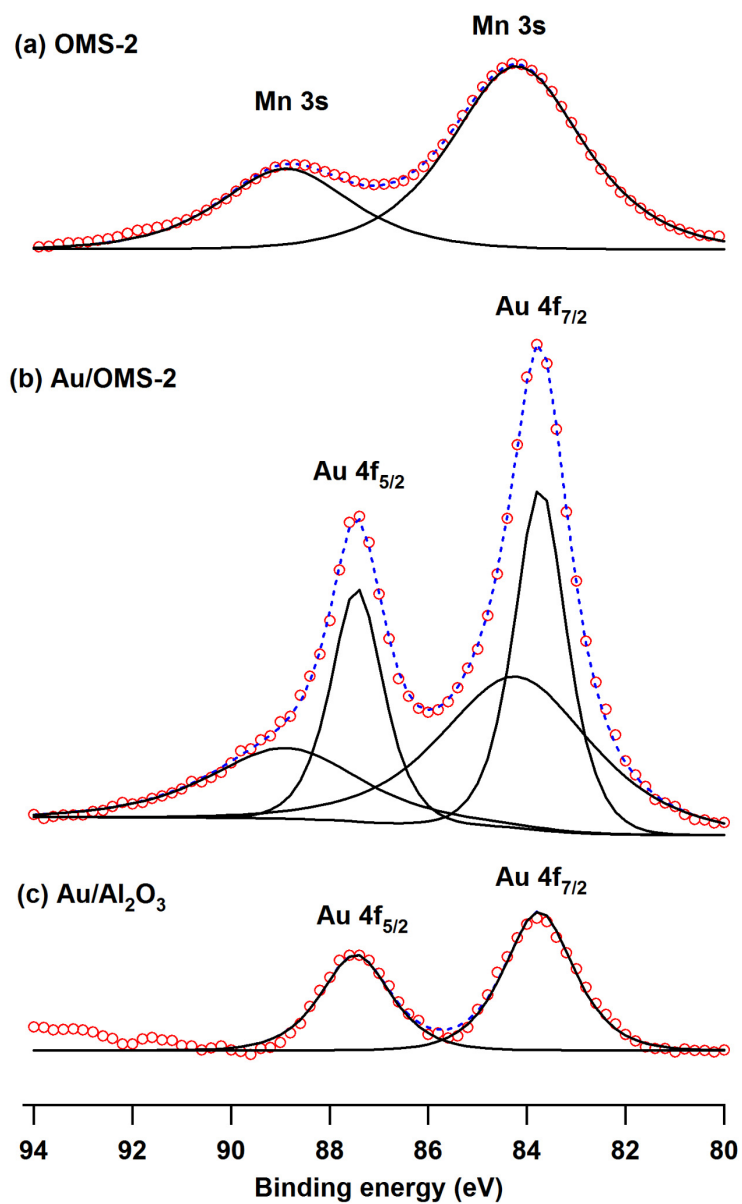 (a) OMS-2
Mn 3s
Mn 3s
Au 4f7/2
(b) Au/OMS-2
Au 4f5/2
(c) Au/Al2O3
Au 4f7/2
Au 4f5/2
94 92 90 88 86 84 82 80
Binding energy (eV)